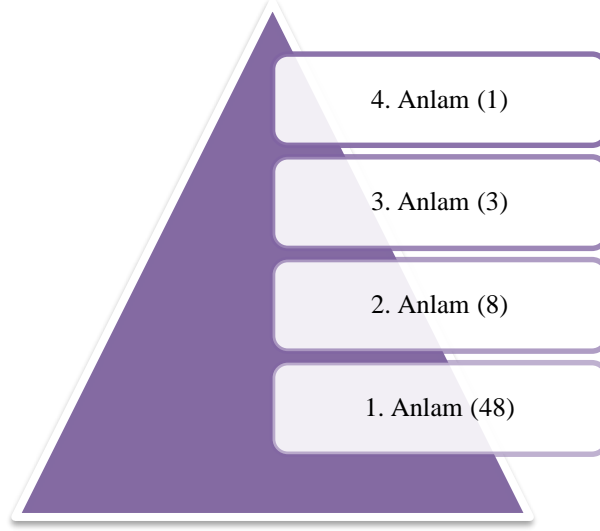 4. Anlam (1)
3. Anlam (3)
2. Anlam (8)
1. Anlam (48)